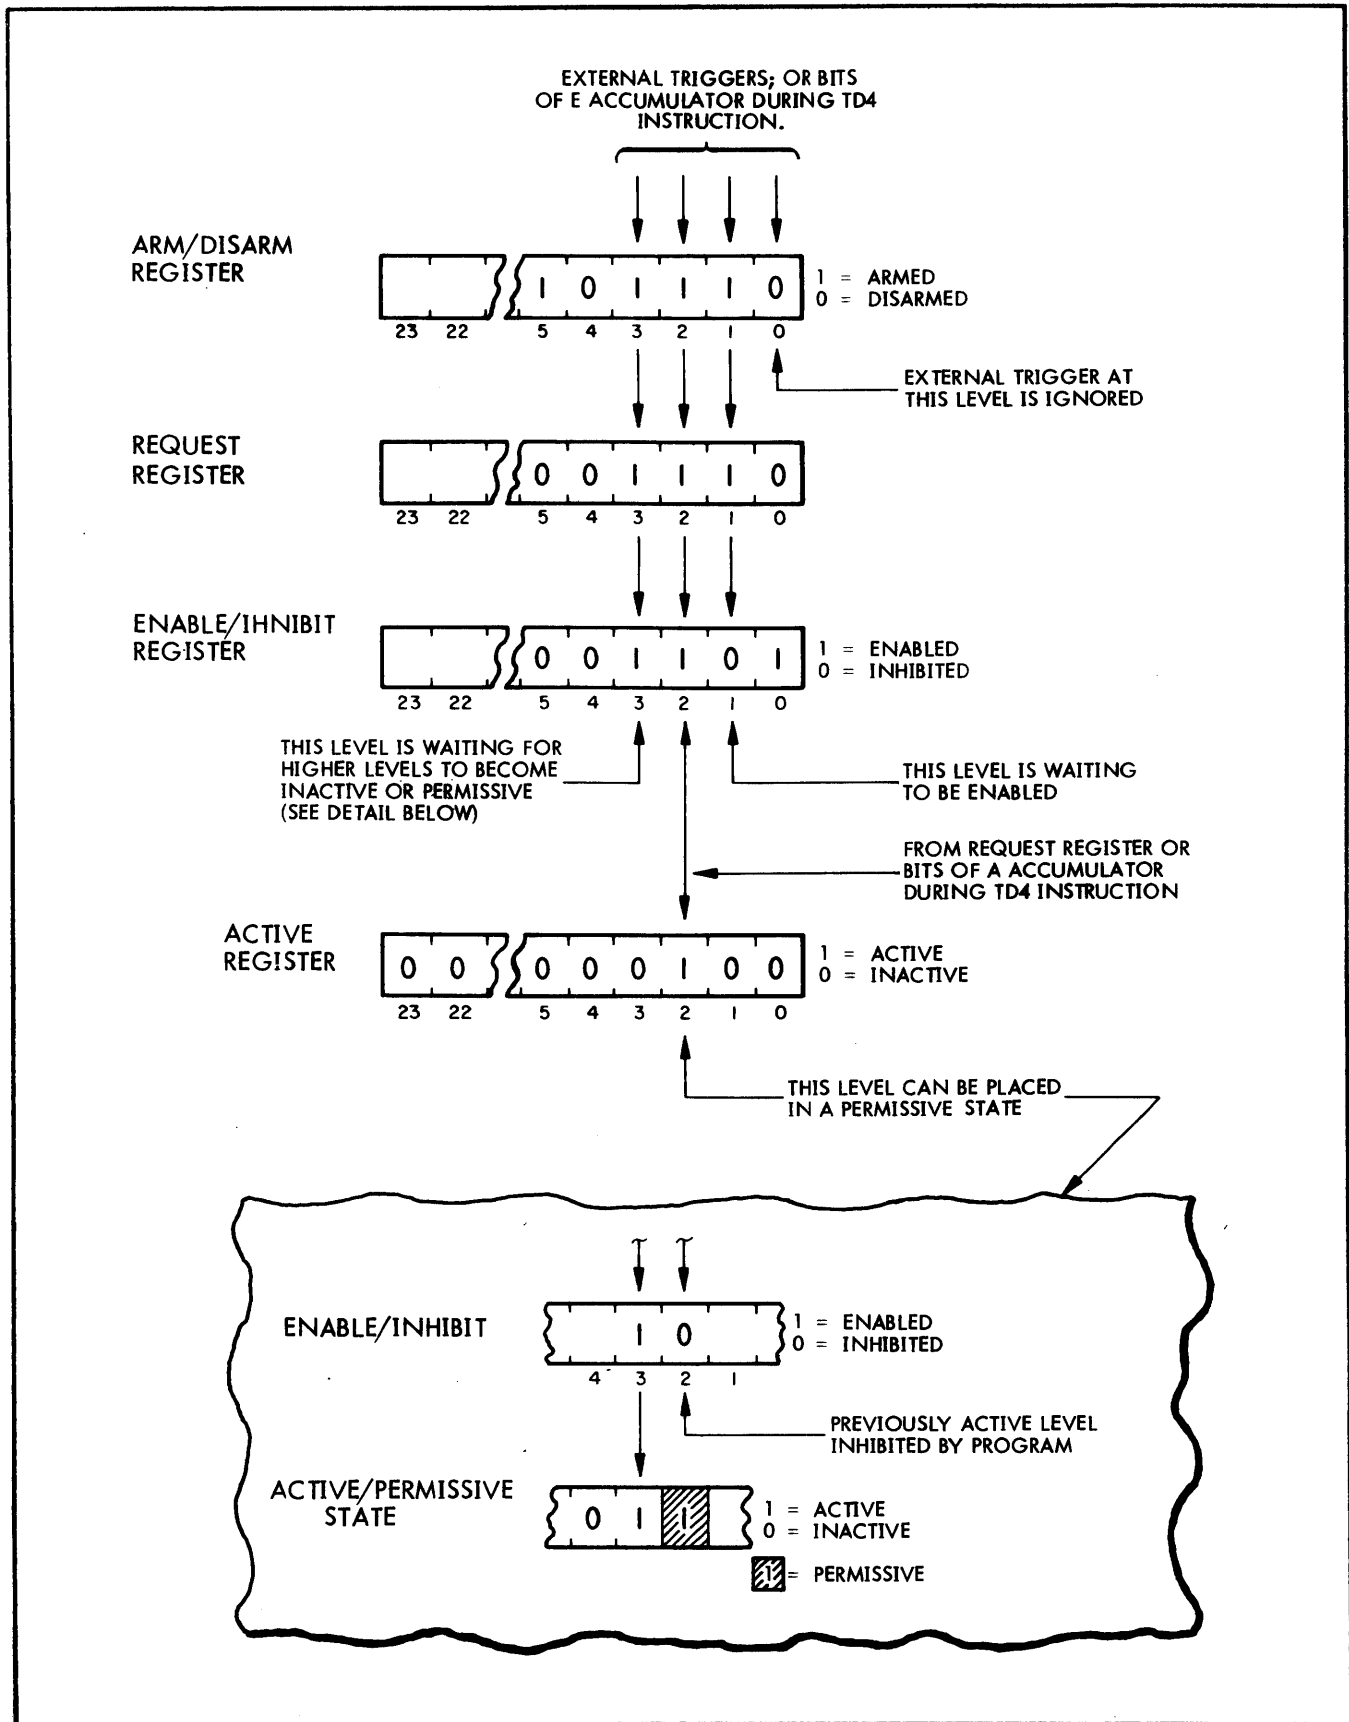 EXTERNAL TRIGGERS; OR BITS
OF E ACCUMULATOR DURING TD4
INSTRUCTION.
ARM/DISARM
REGISTER
1 0 1 1 1 0
1 = ARMED
0 = DISARMED
23 22 5 4 3 2 1 0
EXTERNAL TRIGGER AT
THIS LEVEL IS IGNORED
REQUEST
REGISTER
0 0 1 1 1 0
23 22 5 4 3 2 1 0
ENABLE/IHNIBIT
REGISTER
0 0 1 1 0 1
1 = ENABLED
0 = INHIBITED
23 22 5 4 3 2 1 0
THIS LEVEL IS WAITING FOR
HIGHER LEVELS TO BECOME
INACTIVE OR PERMISSIVE
(SEE DETAIL BELOW)
THIS LEVEL IS WAITING
TO BE ENABLED
FROM REQUEST REGISTER OR
BITS OF A ACCUMULATOR
DURING TD4 INSTRUCTION
ACTIVE
REGISTER
0 0 0 0 0 1 0 0
1 = ACTIVE
0 = INACTIVE
23 22 5 4 3 2 1 0
THIS LEVEL CAN BE PLACED
IN A PERMISSIVE STATE
ENABLE/INHIBIT
1 0
1 = ENABLED
0 = INHIBITED
4 3 2 1
PREVIOUSLY ACTIVE LEVEL
INHIBITED BY PROGRAM
ACTIVE/PERMISSIVE
STATE
0 1 1
1 = ACTIVE
0 = INACTIVE
1 = PERMISSIVE